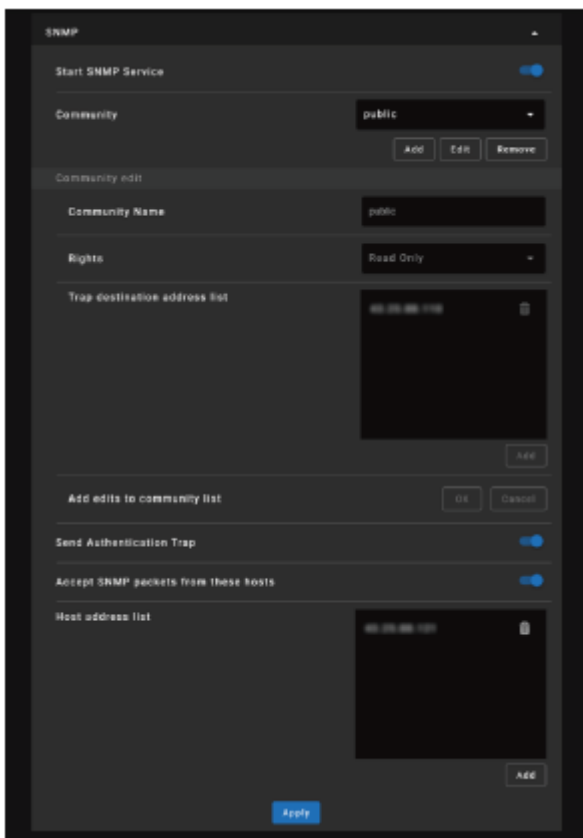 SNMP
Start SNMP Service
Community
public
Add Edit Remove
Community edit
Community Name
public
Rights
Read Only
Trap destination address list
Add
Add edits to community list
OK Cancel
Send Authentication Trap
Accept SNMP packets from these hosts
Host address list
Add
Apply